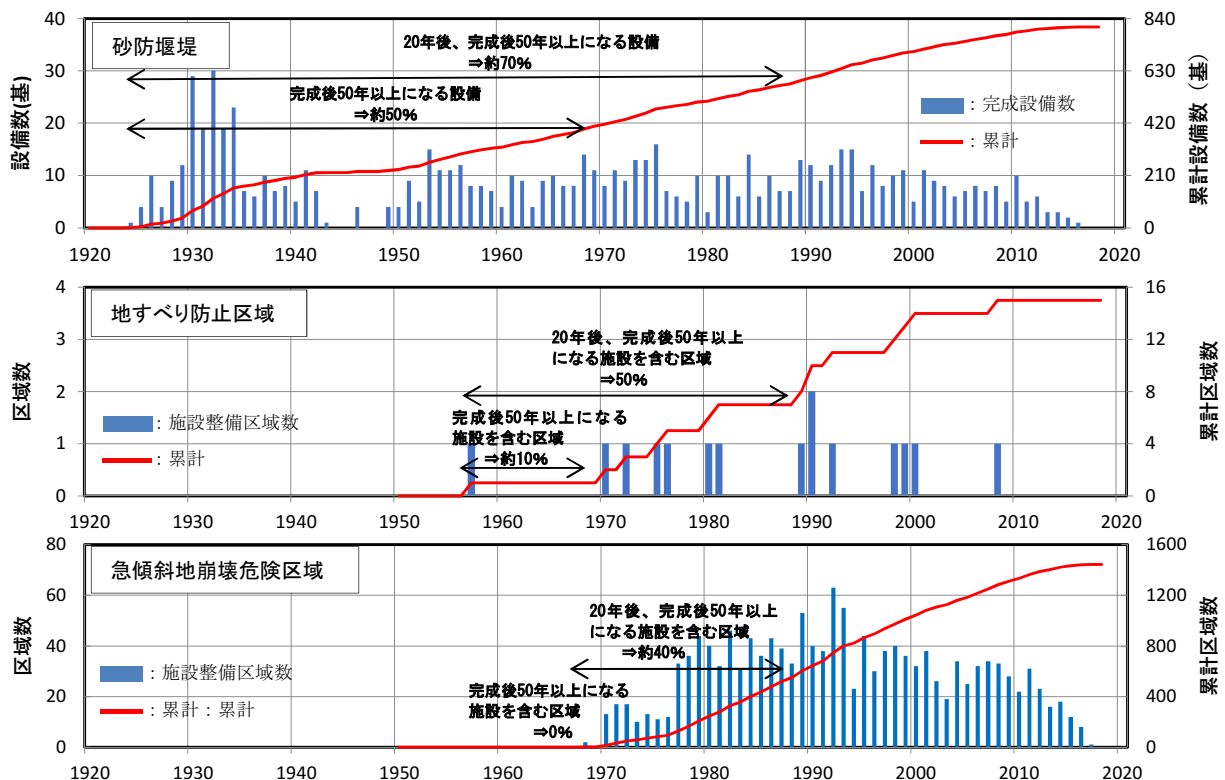 砂防堰堤
20年後、完成後50年以上になる設備
⇒約70%
完成後50年以上になる設備
⇒約50%
：完成設備数
：累計
設備数(基)
累計設備数（基）
40
30
20
10
0
840
630
420
210
0
1920 1930 1940 1950 1960 1970 1980 1990 2000 2010 2020
地すべり防止区域
20年後、完成後50年以上
になる施設を含む区域
⇒50%
完成後50年以上になる
施設を含む区域
⇒約10%
：施設整備区域数
：累計
区域数
累計区域数
4
3
2
1
0
16
12
8
4
0
1920 1930 1940 1950 1960 1970 1980 1990 2000 2010 2020
急傾斜地崩壊危険区域
20年後、完成後50年以上
になる施設を含む区域
⇒約40%
完成後50年以上になる
施設を含む区域
⇒0%
：施設整備区域数
：累計：累計
区域数
累計区域数
80
60
40
20
0
1600
1200
800
400
0
1920 1930 1940 1950 1960 1970 1980 1990 2000 2010 2020